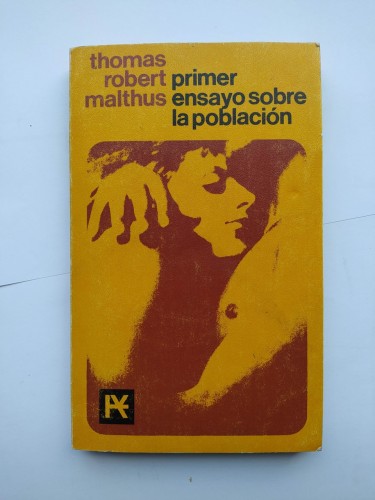 thomas
robert
malthus
primer
ensayo sobre
la población